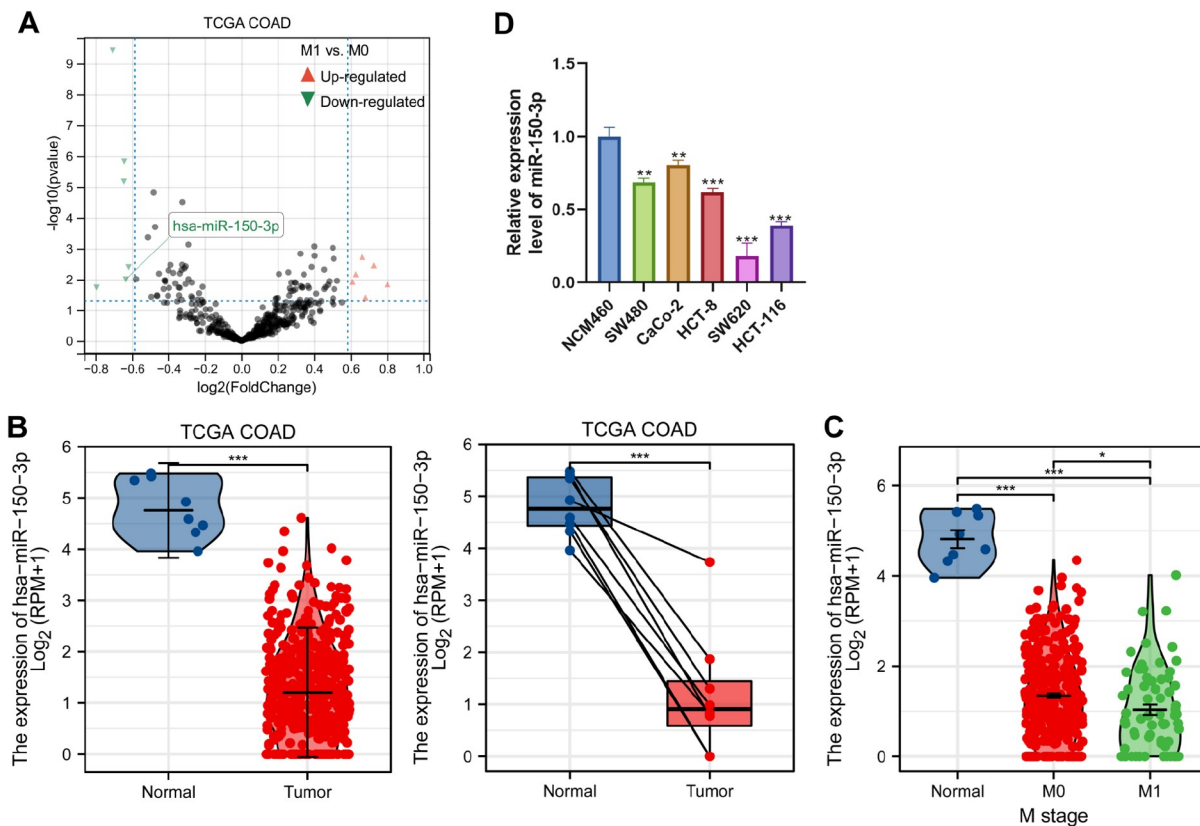 A
TCGA COAD
M1 vs. M0
Up-regulated
Down-regulated
hsa-miR-150-3p
-log10(pvalue)
9
8
7
6
5
4
3
2
1
0
−0.8 −0.6 −0.4 −0.2 0.0 0.2 0.4 0.6 0.8 1.0
log2(FoldChange)
D
Relative expression
level of miR-150-3p
1.5
1.0
0.5
0.0
** ** *** *** ***
NCM460 SW480 CaCo-2 HCT-8 SW620 HCT-116
B
TCGA COAD
The expression of hsa−miR−150−3p
Log2 (RPM+1)
6
5
4
3
2
1
0
***
Normal Tumor
TCGA COAD
The expression of hsa−miR−150−3p
Log2 (RPM+1)
6
5
4
3
2
1
0
***
Normal Tumor
C
The expression of hsa−miR−150−3p
Log2 (RPM+1)
6
4
2
0
*
***
***
Normal M0 M1
M stage